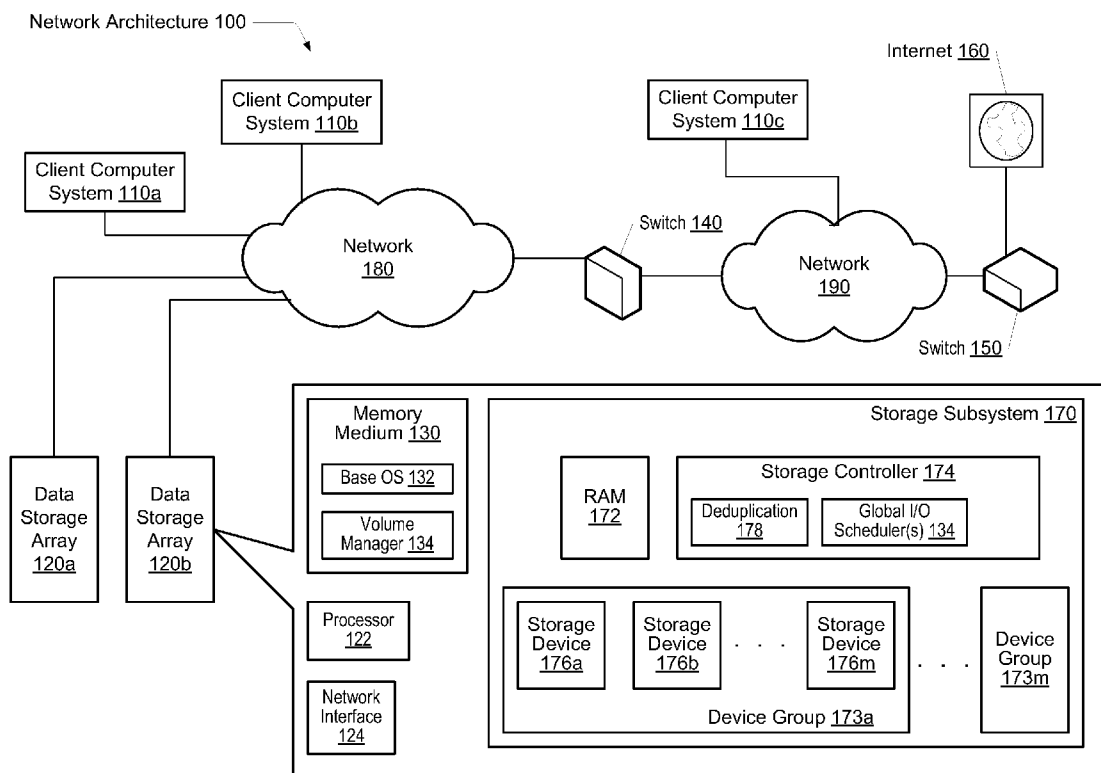 Network Architecture 100
Internet 160
Client Computer
System 110b
Client Computer
System 110c
Client Computer
System 110a
Switch 140
Network
180
Network
190
Switch 150
Data
Storage
Array
120a
Data
Storage
Array
120b
Memory
Medium 130
Base OS 132
Volume
Manager 134
Processor
122
Network
Interface
124
Storage Subsystem 170
RAM
172
Storage Controller 174
Deduplication
178
Global I/O
Scheduler(s) 134
Storage
Device
176a
Storage
Device
176b
. . .
Storage
Device
176m
Device Group 173a
. . .
Device
Group
173m